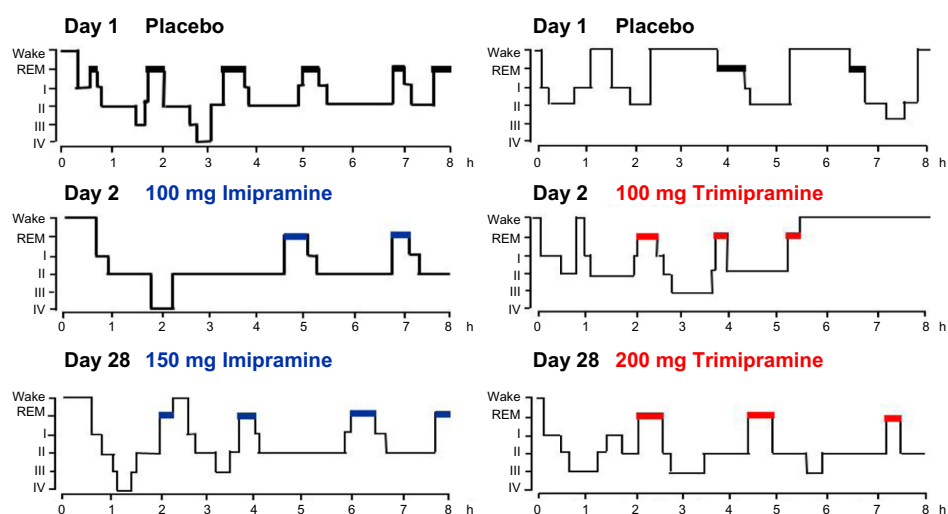 Day 1 Placebo
Wake
REM
I
II
III
IV
0 1 2 3 4 5 6 7 8 h
Day 1 Placebo
Wake
REM
I
II
III
IV
0 1 2 3 4 5 6 7 8 h
Day 2 100 mg Imipramine
Wake
REM
I
II
III
IV
0 1 2 3 4 5 6 7 8 h
Day 2 100 mg Trimipramine
Wake
REM
I
II
III
IV
0 1 2 3 4 5 6 7 8 h
Day 28 150 mg Imipramine
Wake
REM
I
II
III
IV
0 1 2 3 4 5 6 7 8 h
Day 28 200 mg Trimipramine
Wake
REM
I
II
III
IV
0 1 2 3 4 5 6 7 8 h